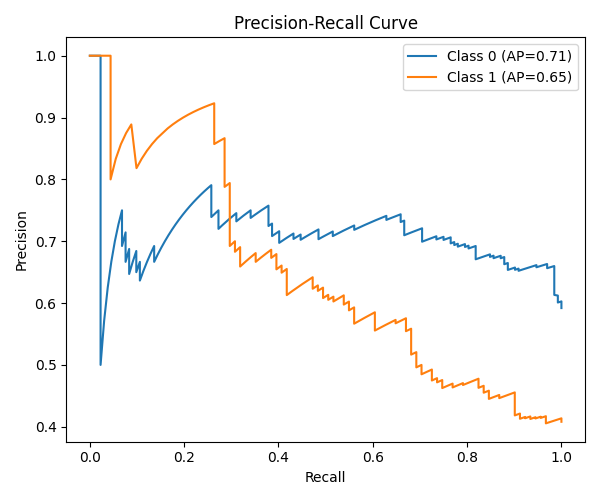 Precision-Recall Curve
Class 0 (AP=0.71)
Class 1 (AP=0.65)
Precision
1.0
0.9
0.8
0.7
0.6
0.5
0.4
0.0 0.2 0.4 0.6 0.8 1.0
Recall